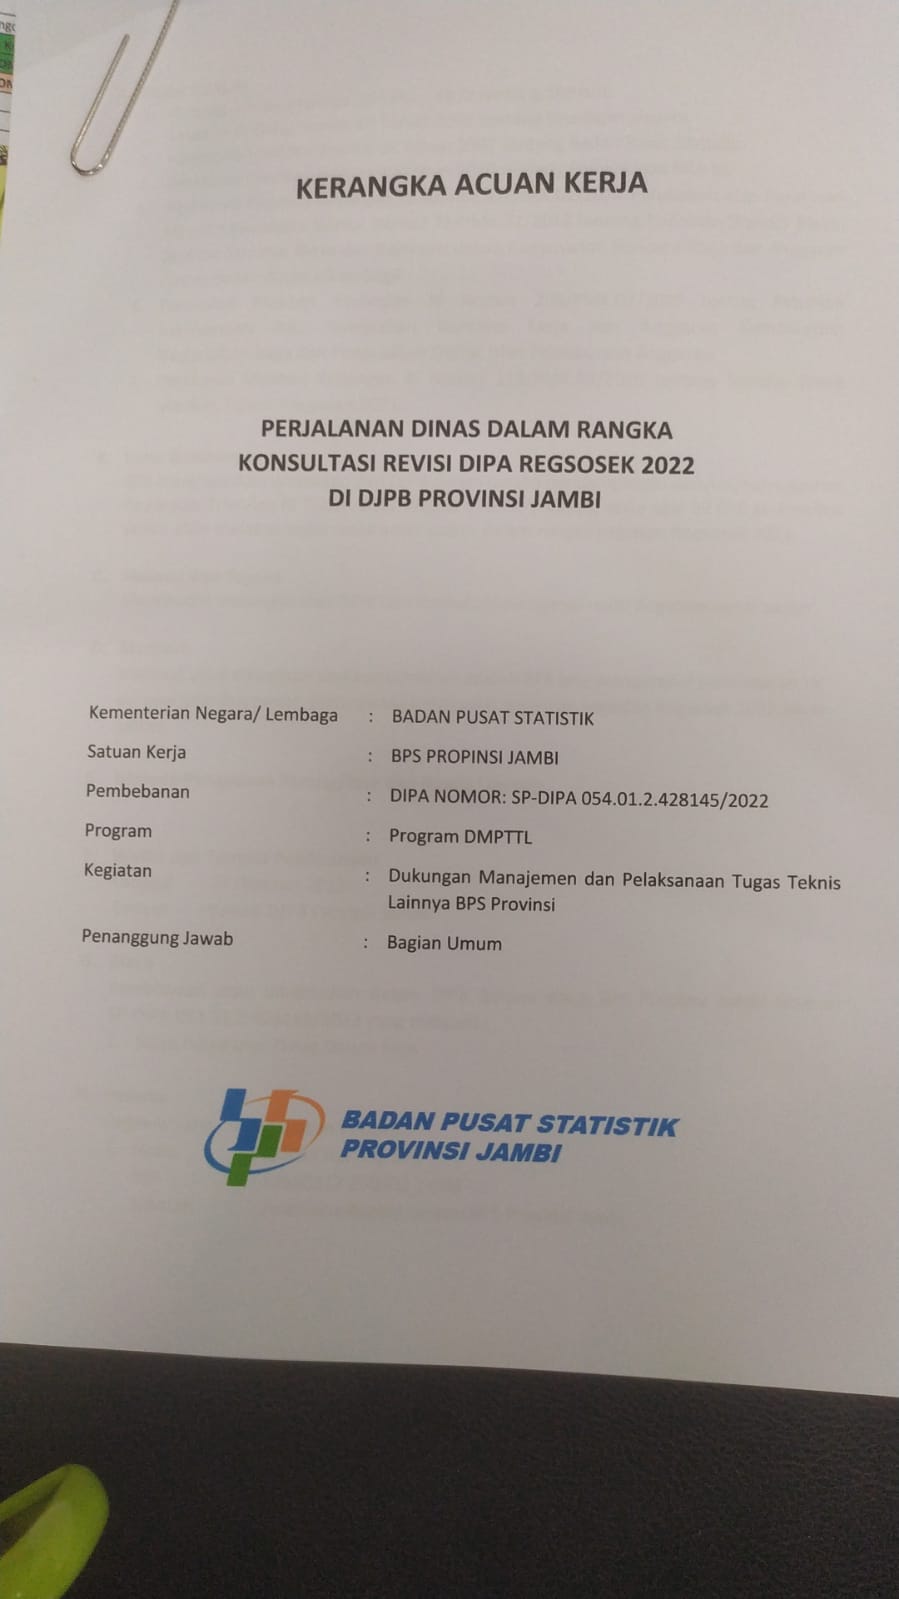 KERANGKA ACUAN KERJA
PERJALANAN DINAS DALAM RANGKA
KONSULTASI REVISI DIPA REGSOSEK 2022
DI DJPB PROVINSI JAMBI
Kementerian Negara/ Lembaga : BADAN PUSAT STATISTIK
Satuan Kerja : BPS PROPINSI JAMBI
Pembebanan : DIPA NOMOR: SP-DIPA 054.01.2.428145/2022
Program : Program DMPTTL
Kegiatan : Dukungan Manajemen dan Pelaksanaan Tugas Teknis
Lainnya BPS Provinsi
Penanggung Jawab : Bagian Umum
BADAN PUSAT STATISTIK
PROVINSI JAMBI